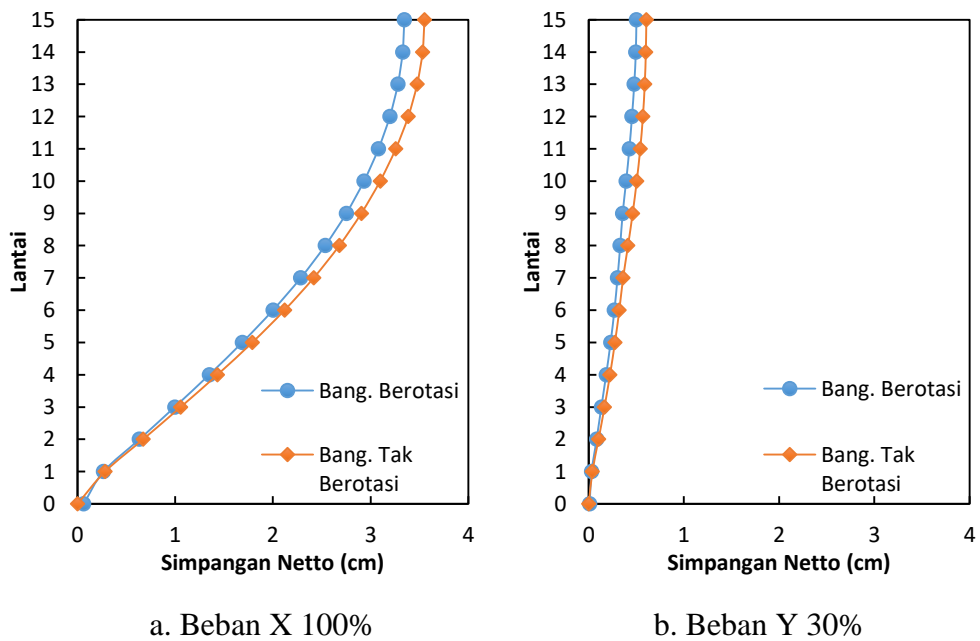 15
14
13
12
11
10
9
8
7
6
5
4
3
2
1
0
Lantai
Bang. Berotasi
Bang. Tak
Berotasi
0 1 2 3 4
Simpangan Netto (cm)
a. Beban X 100%
15
14
13
12
11
10
9
8
7
6
5
4
3
2
1
0
Lantai
Bang. Berotasi
Bang. Tak
Berotasi
0 1 2 3 4
Simpangan Netto (cm)
b. Beban Y 30%